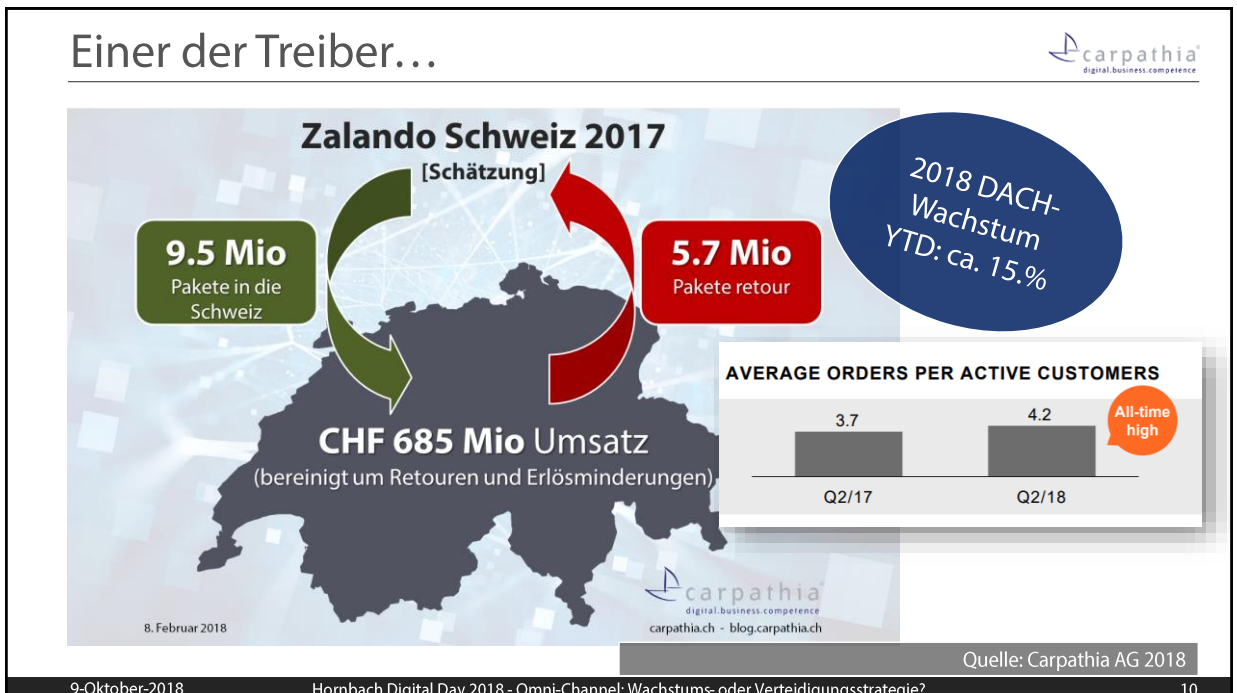 Einer der Treiber…
carpathia
digital.business.competence
Zalando Schweiz 2017
[Schätzung]
9.5 Mio
Pakete in die
Schweiz
5.7 Mio
Pakete retour
2018 DACH-
Wachstum
YTD: ca. 15.%
AVERAGE ORDERS PER ACTIVE CUSTOMERS
3.7
4.2
All-time
high
Q2/17
Q2/18
CHF 685 Mio Umsatz
(bereinigt um Retouren und Erlösminderungen)
carpathia
digital.business.competence
8. Februar 2018
carpathia.ch - blog.carpathia.ch
Quelle: Carpathia AG 2018
9-Oktober-2018
Hornbach Digital Day 2018 - Omni-Channel: Wachstums- oder Verteidigungsstrategie?
10